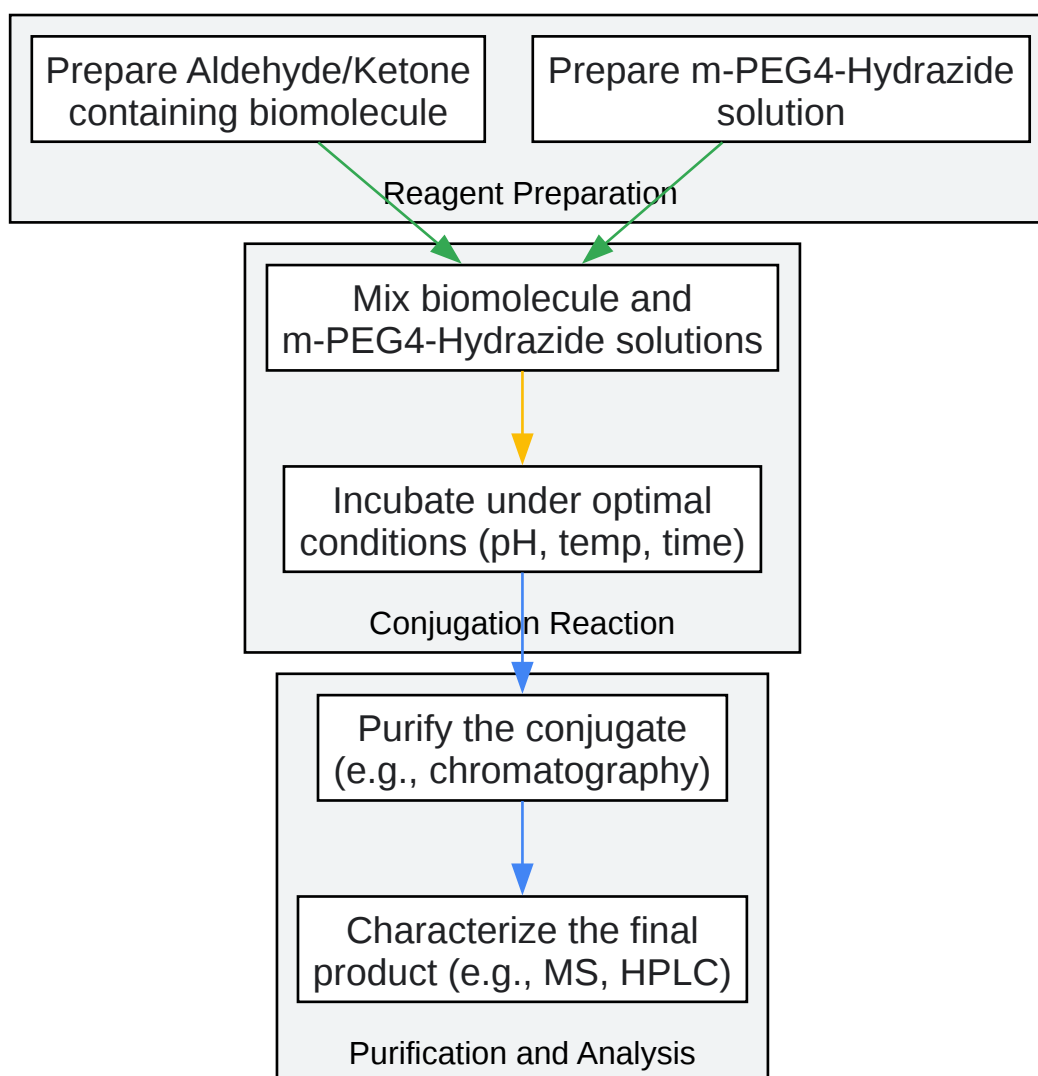 Prepare Aldehyde/Ketone
containing biomolecule
Prepare m-PEG4-Hydrazide
solution
Reagent Preparation
Mix biomolecule and
m-PEG4-Hydrazide solutions
Incubate under optimal
conditions (pH, temp, time)
Conjugation Reaction
Purify the conjugate
(e.g., chromatography)
Characterize the final
product (e.g., MS, HPLC)
Purification and Analysis